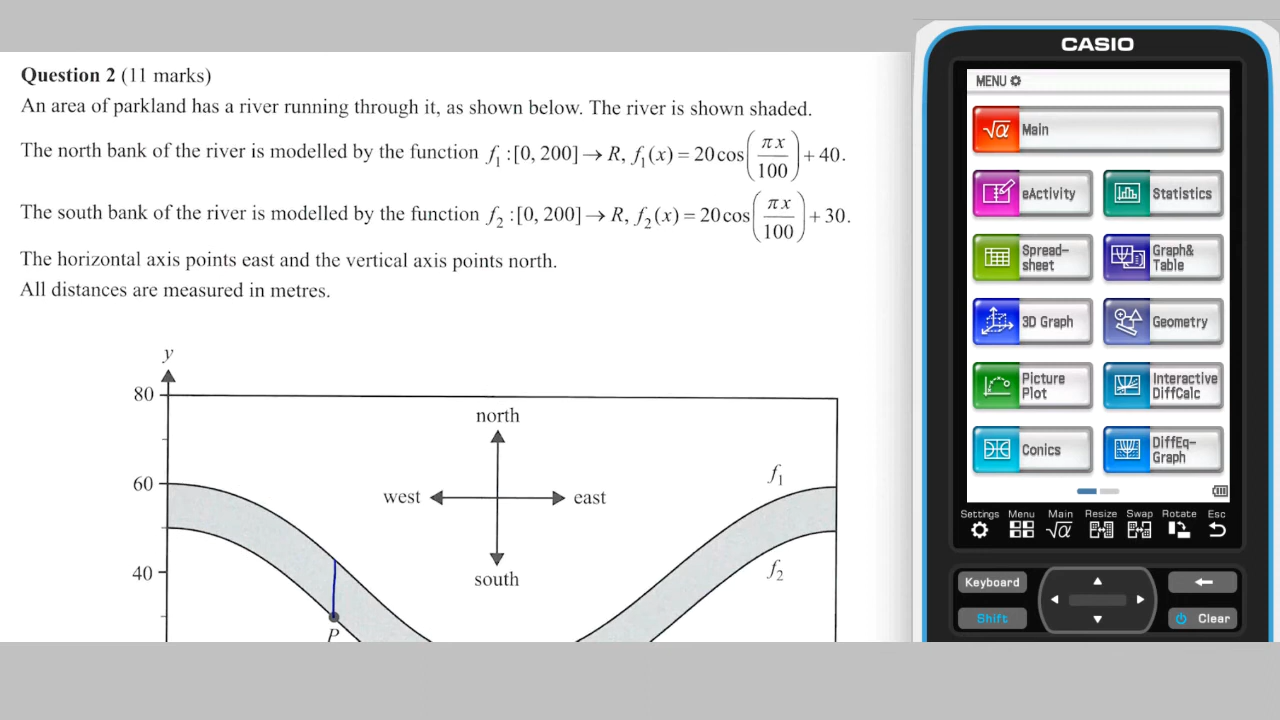 Question 2 (11 marks)
An area of parkland has a river running through it, as shown below. The river is shown shaded.
The north bank of the river is modelled by the function f₁ :[0, 200] → R, f₁(x) = 20cos(πx/100) + 40.
The south bank of the river is modelled by the function f₂ :[0, 200] → R, f₂(x) = 20cos(πx/100) + 30.
The horizontal axis points east and the vertical axis points north.
All distances are measured in metres.
y
80
north
60
f₁
west
east
40
south
f₂
P
CASIO
MENU
√α Main
eActivity
Statistics
Spread-
sheet
Graph&
Table
3D Graph
Geometry
Picture
Plot
Interactive
DiffCalc
Conics
DiffEq-
Graph
Settings Menu Main Resize Swap Rotate Esc
√α
Keyboard
Shift
Clear